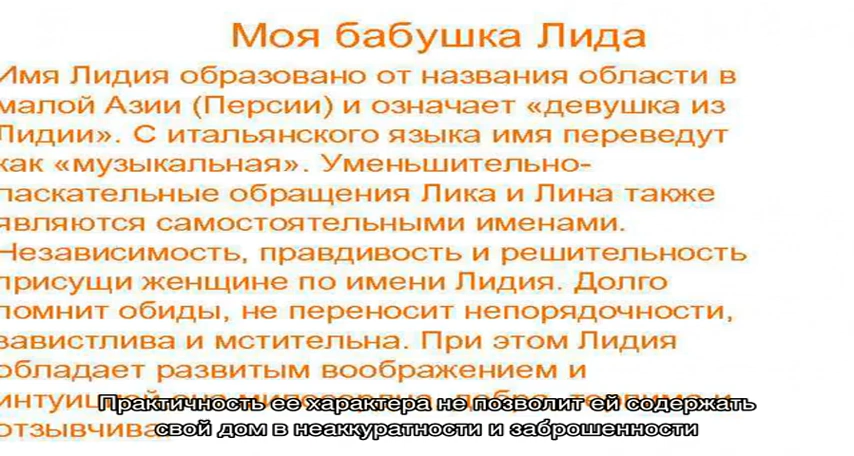 Моя бабушка Лида
Имя Лидия образовано от названия области в
малой Азии (Персии) и означает «девушка из
Лидии». С итальянского языка имя переведут
как «музыкальная». Уменьшительно-
ласкательные обращения Лика и Лина также
являются самостоятельными именами.
Независимость, правдивость и решительность
присущи женщине по имени Лидия. Долго
помнит обиды, не переносит непорядочности,
завистлива и мстительна. При этом Лидия
обладает развитым воображением и
интуицией
отзывчива.
Практичность ее характера не позволит ей содержать
свой дом в неаккуратности и заброшенности